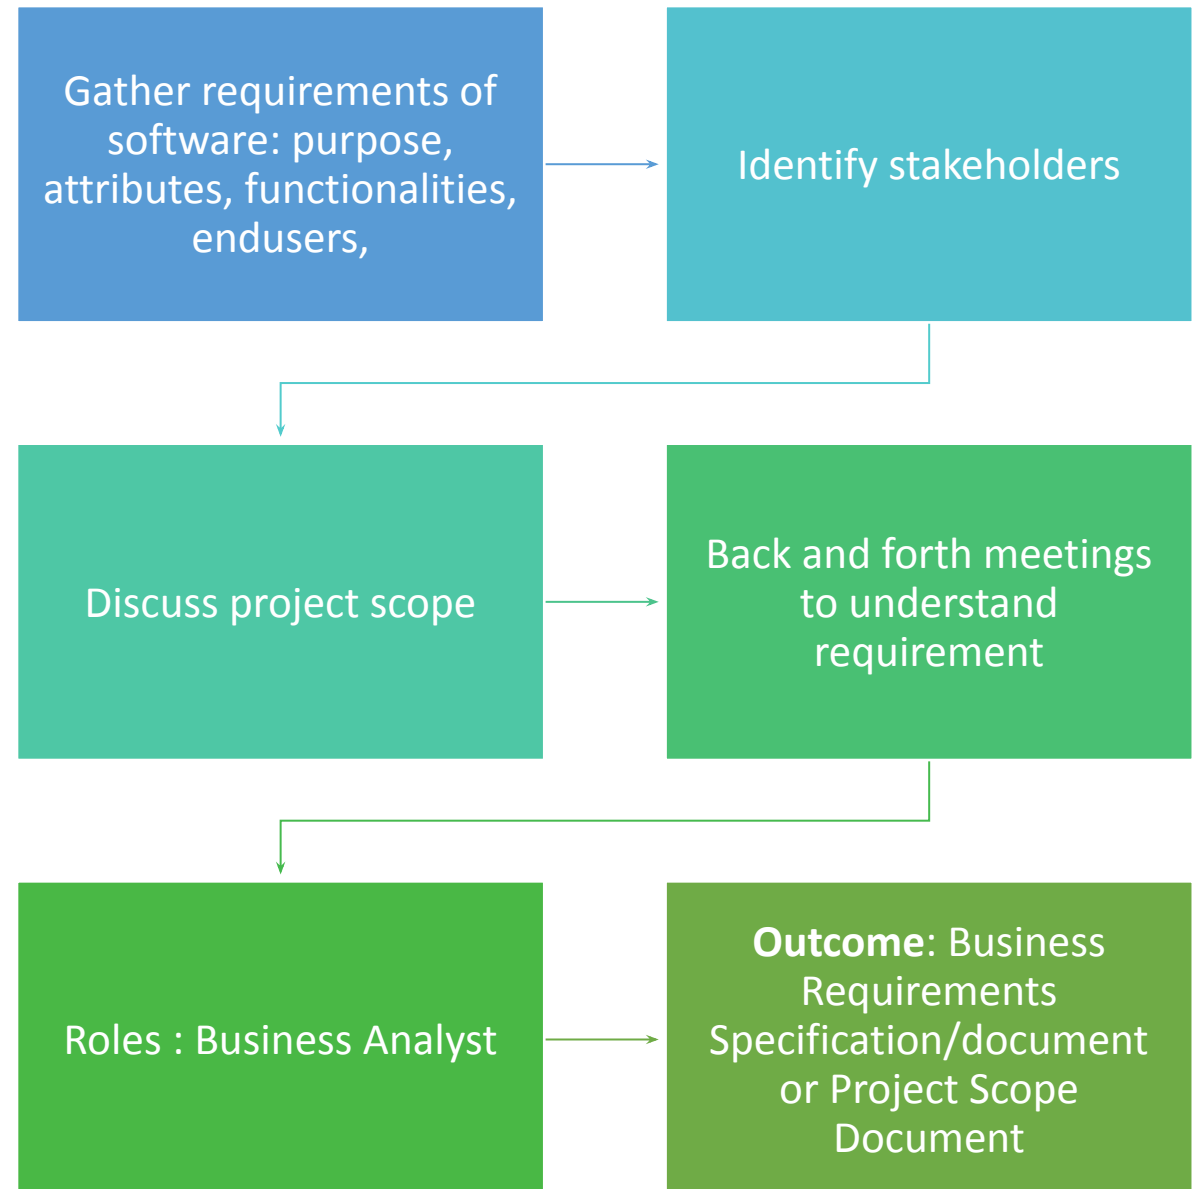 Gather requirements of
software: purpose,
attributes, functionalities,
endusers,
Identify stakeholders
Discuss project scope
Back and forth meetings
to understand
requirement
Roles : Business Analyst
Outcome: Business
Requirements
Specification/document
or Project Scope
Document